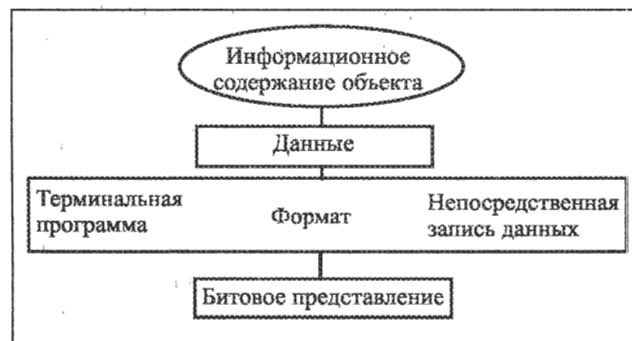 Информационное
содержание объекта
Данные
Терминальная
программа
Формат
Непосредственная
запись данных
Битовое представление